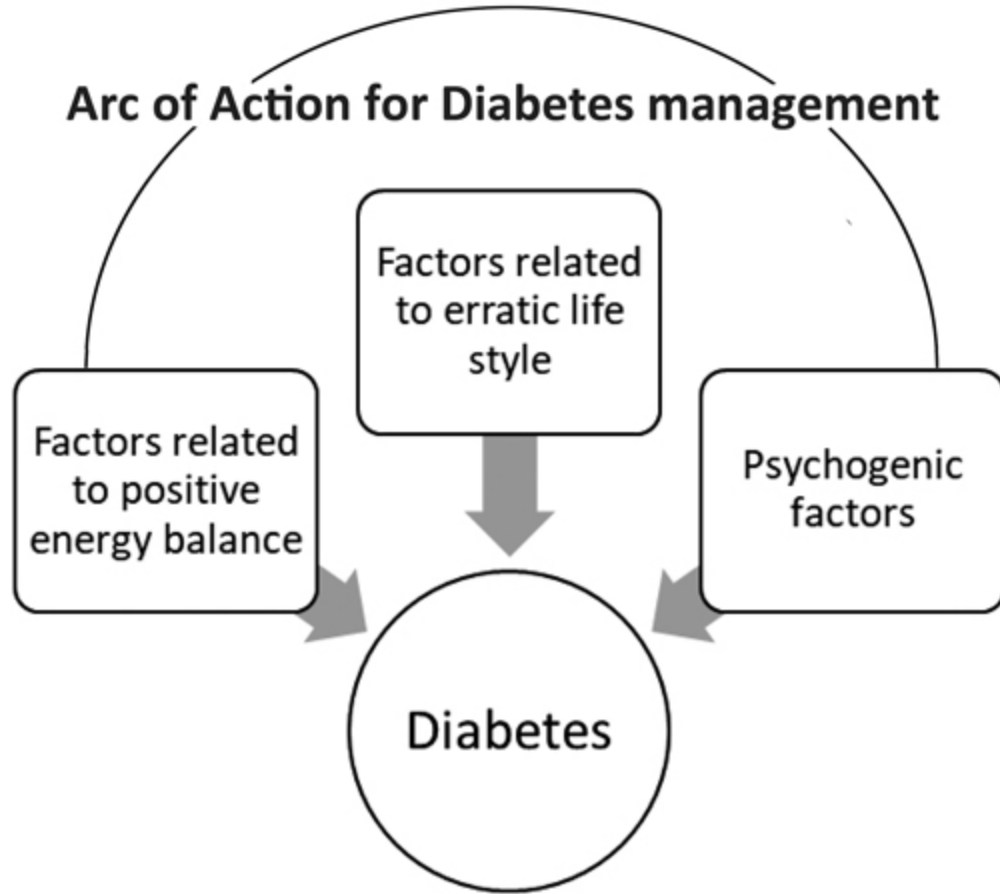 Arc of Action for Diabetes management
Factors related
to erratic life
style
Factors related
to positive
energy balance
Psychogenic
factors
Diabetes